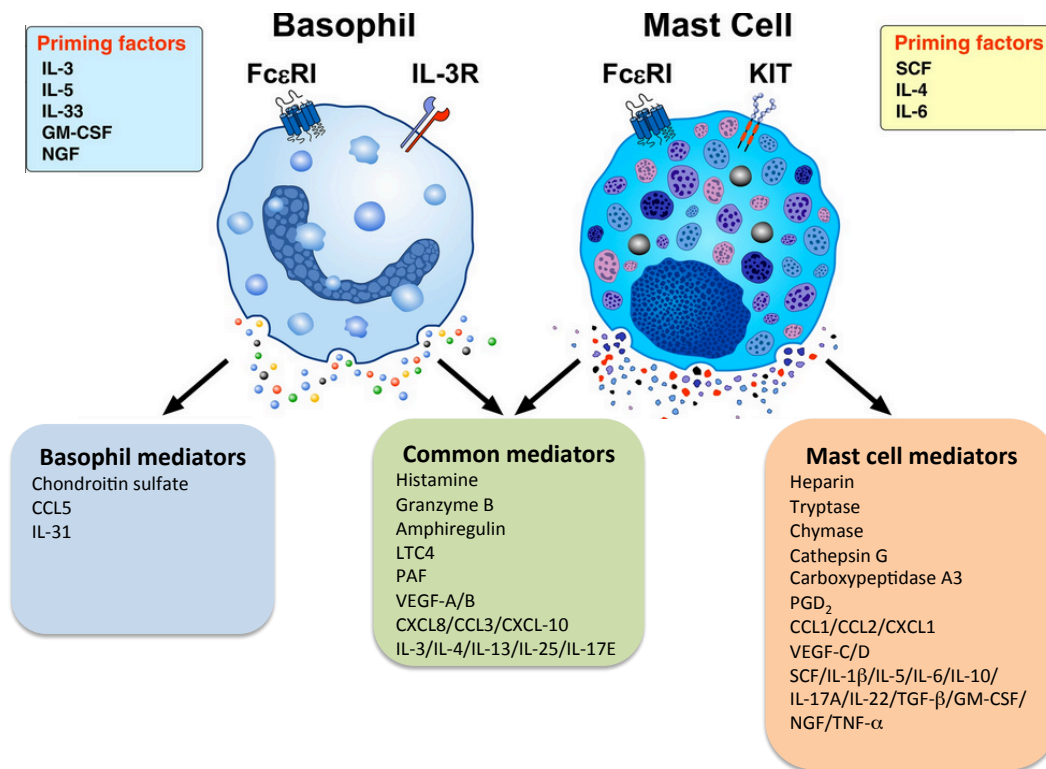 Basophil
Mast Cell
Priming factors
IL-3
IL-5
IL-33
GM-CSF
NGF
FcεRI
IL-3R
FcεRI
KIT
Priming factors
SCF
IL-4
IL-6
Basophil mediators
Chondroitin sulfate
CCL5
IL-31
Common mediators
Histamine
Granzyme B
Amphiregulin
LTC4
PAF
VEGF-A/B
CXCL8/CCL3/CXCL-10
IL-3/IL-4/IL-13/IL-25/IL-17E
Mast cell mediators
Heparin
Tryptase
Chymase
Cathepsin G
Carboxypeptidase A3
PGD₂
CCL1/CCL2/CXCL1
VEGF-C/D
SCF/IL-1β/IL-5/IL-6/IL-10/
IL-17A/IL-22/TGF-β/GM-CSF/
NGF/TNF-α